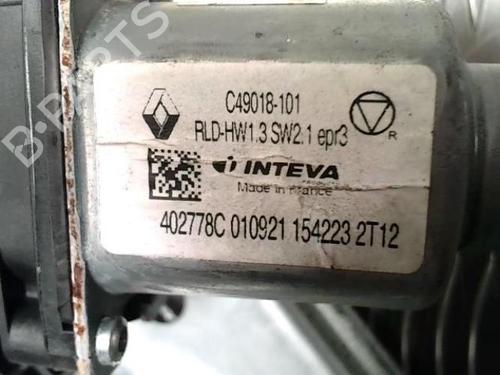 B-PARTS
C49018-101
RLD-HW1.3 SW2.1 epr3
R
INTEVA
Made in France
402778C 010921 154223 2T12